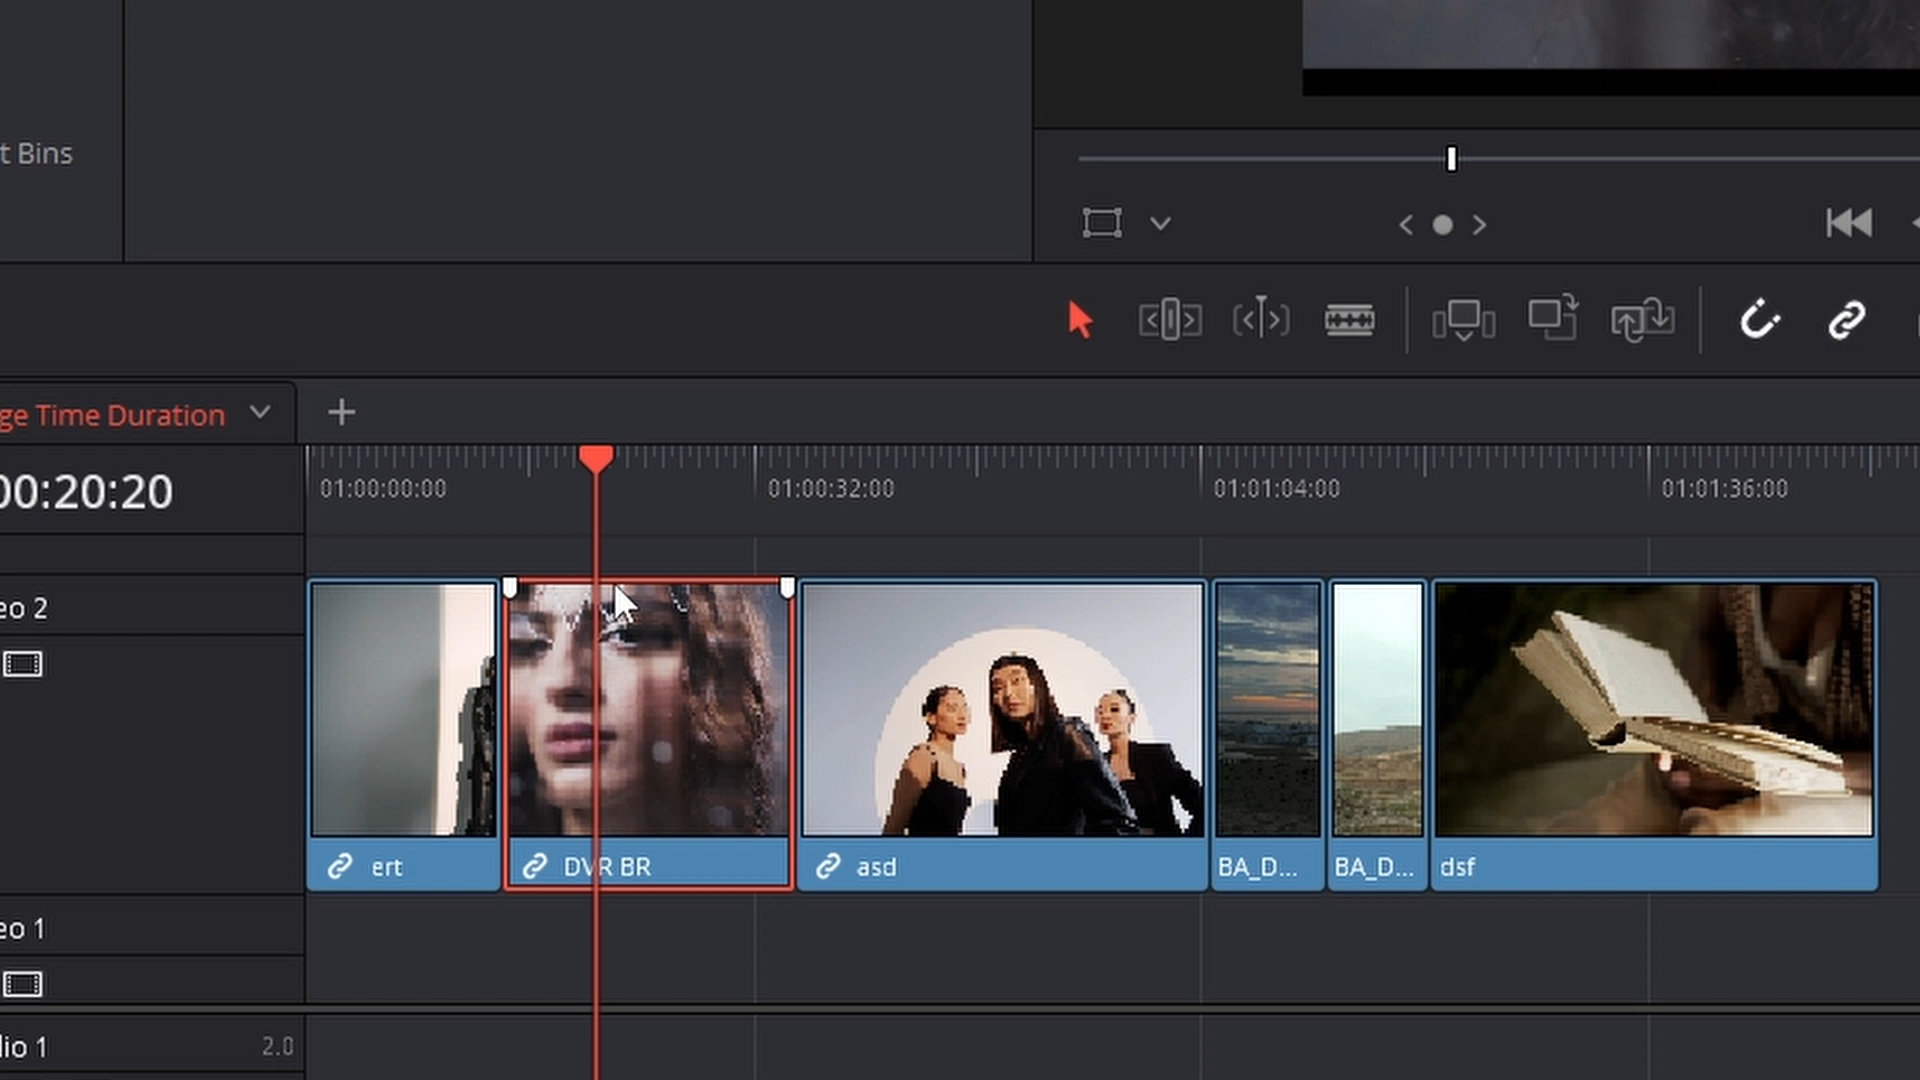 t Bins
ge Time Duration
00:20:20
01:00:00:00
01:00:32:00
01:01:04:00
01:01:36:00
eo 2
ert
DVR BR
asd
BA_D...
BA_D...
dsf
eo 1
lio 1
2.0